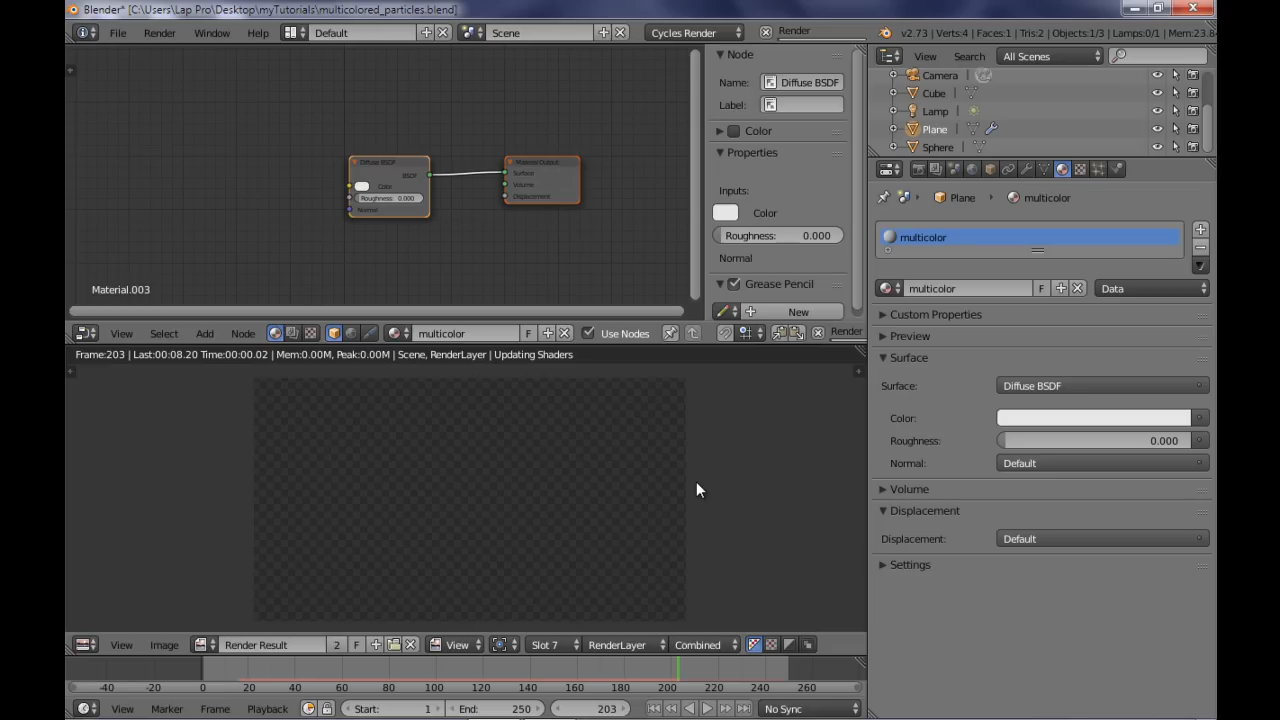 Blender* [C:\Users\Lap Pro\Desktop\myTutorials\multicolored_particles.blend]
File Render Window Help Default Scene Cycles Render Render v2.73 | Verts:4 | Faces:1 | Tris:2 | Objects:1/3 | Lamps:0/1 | Mem:23.8
View Search All Scenes
Camera
Cube
Lamp
Plane
Sphere
Diffuse BSDF
BSDF
Color
Roughness: 0.000
Normal
Material Output
Surface
Volume
Displacement
Material.003
Node
Name: Diffuse BSDF
Label:
Color
Properties
Inputs:
Color
Roughness: 0.000
Normal
Grease Pencil
New
View Select Add Node multicolor F Use Nodes Render
Frame:203 | Last:00:08.20 Time:00:00.02 | Mem:0.00M, Peak:0.00M | Scene, RenderLayer | Updating Shaders
View Image Render Result 2 F View Slot 7 RenderLayer Combined
-40 -20 0 20 40 60 80 100 120 140 160 180 200 220 240 260
View Marker Frame Playback Start: 1 End: 250 203 No Sync
Plane multicolor
multicolor
multicolor F Data
Custom Properties
Preview
Surface
Surface: Diffuse BSDF
Color:
Roughness: 0.000
Normal: Default
Volume
Displacement
Displacement: Default
Settings